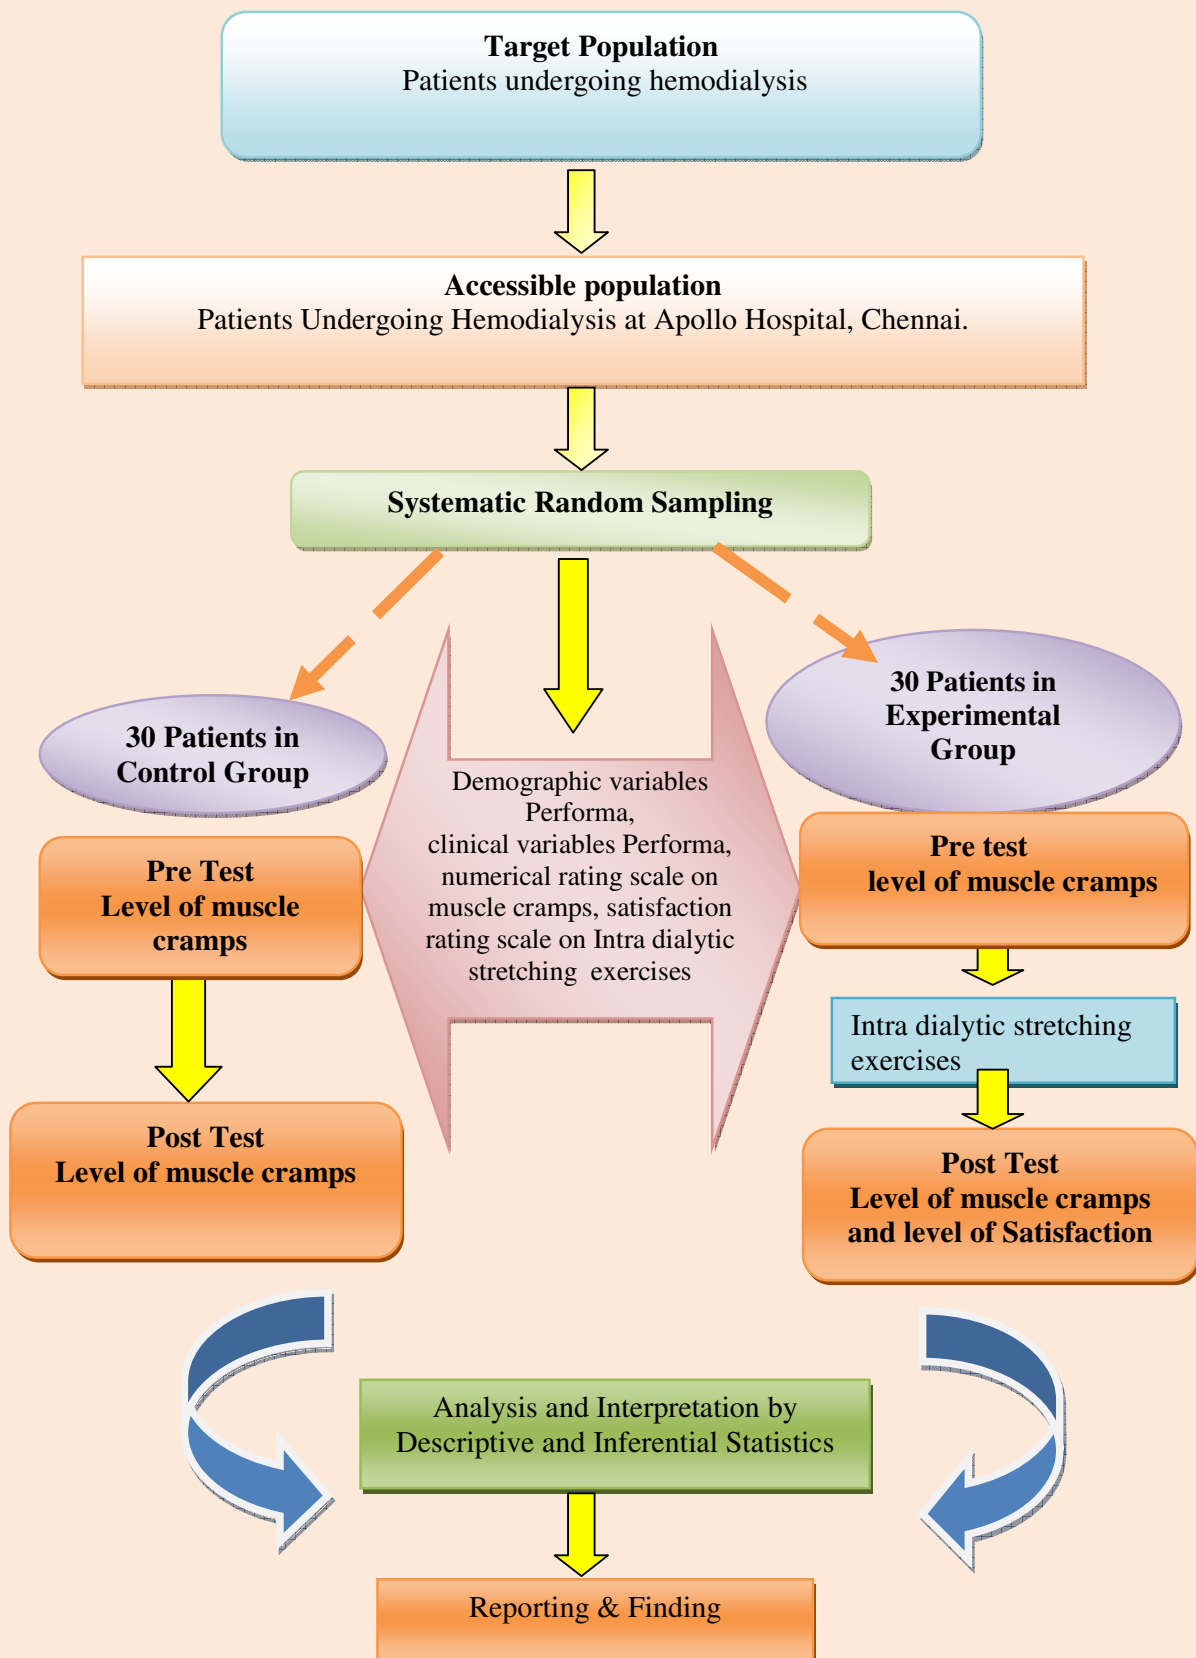 Target Population
Patients undergoing hemodialysis
Accessible population
Patients Undergoing Hemodialysis at Apollo Hospital, Chennai.
Systematic Random Sampling
30 Patients in
Control Group
30 Patients in
Experimental
Group
Demographic variables
Performa,
clinical variables Performa,
numerical rating scale on
muscle cramps, satisfaction
rating scale on Intra dialytic
stretching exercises
Pre Test
Level of muscle
cramps
Pre test
level of muscle cramps
Intra dialytic stretching
exercises
Post Test
Level of muscle cramps
Post Test
Level of muscle cramps
and level of Satisfaction
Analysis and Interpretation by
Descriptive and Inferential Statistics
Reporting & Finding